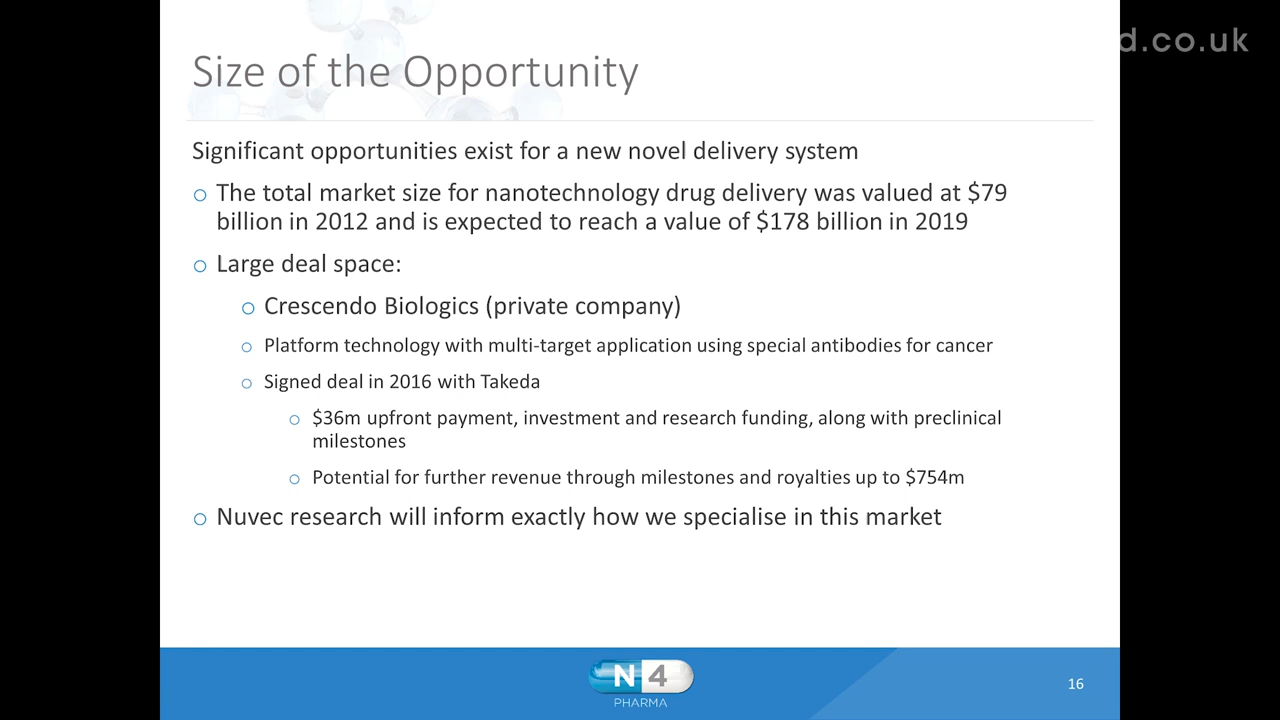 d.co.uk
Size of the Opportunity
Significant opportunities exist for a new novel delivery system
o The total market size for nanotechnology drug delivery was valued at $79
billion in 2012 and is expected to reach a value of $178 billion in 2019
o Large deal space:
o Crescendo Biologics (private company)
o Platform technology with multi-target application using special antibodies for cancer
o Signed deal in 2016 with Takeda
o $36m upfront payment, investment and research funding, along with preclinical
milestones
o Potential for further revenue through milestones and royalties up to $754m
o Nuvec research will inform exactly how we specialise in this market
N4
PHARMA
16